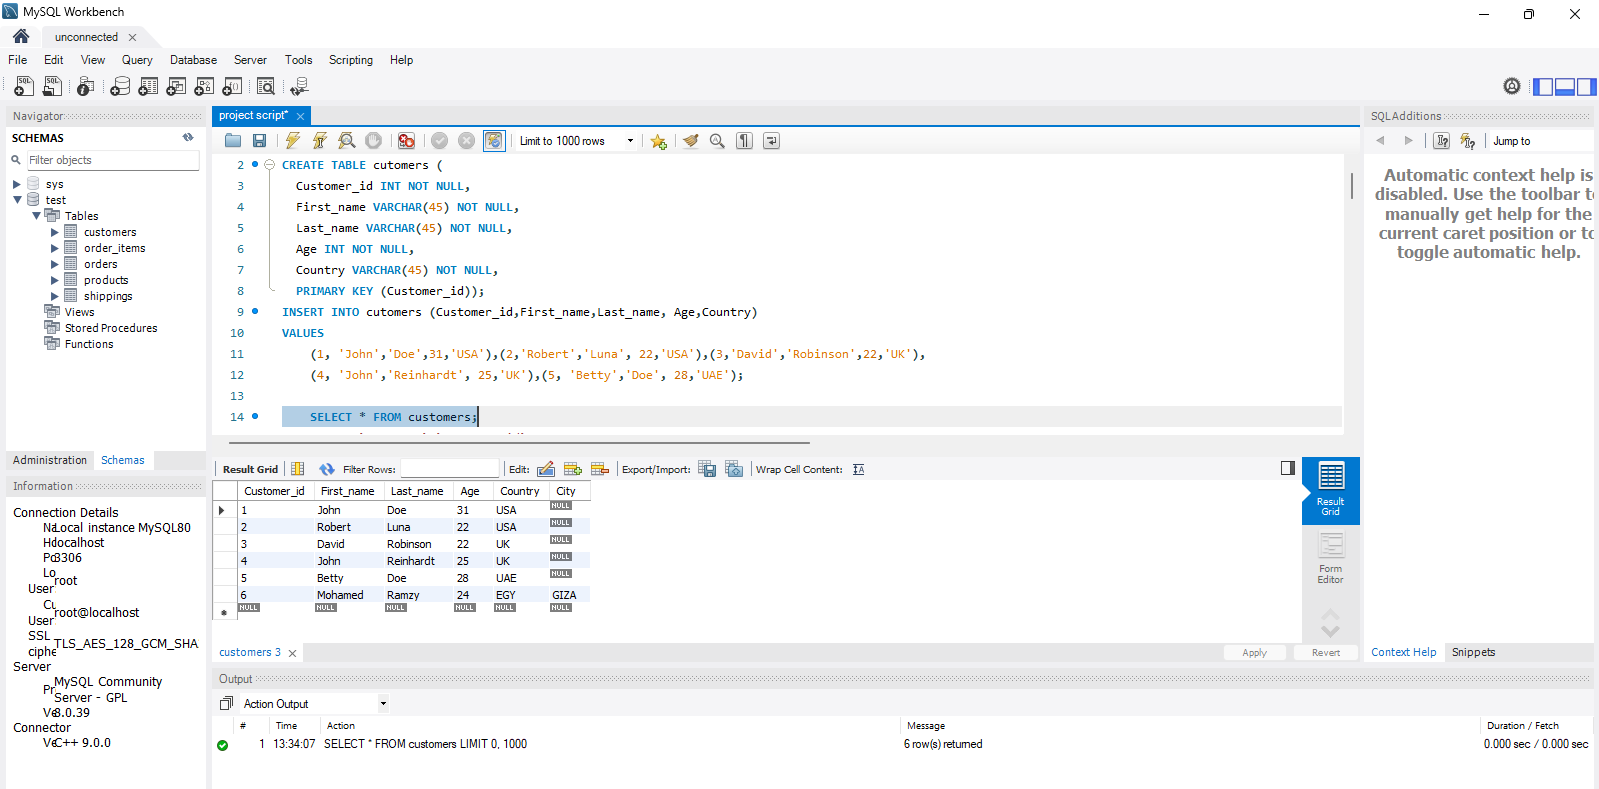 MySQL Workbench
unconnected
File Edit View Query Database Server Tools Scripting Help
Navigator
SCHEMAS
Filter objects
sys
test
Tables
customers
order_items
orders
products
shippings
Views
Stored Procedures
Functions
Administration Schemas
Information
Connection Details
Local instance MySQL80
localhost
3306
root
User
root@localhost
User
SSL
TLS_AES_128_GCM_SHA
Server
MySQL Community
Server - GPL
8.0.39
Connector
C++ 9.0.0
project script*
Limit to 1000 rows
2 CREATE TABLE cutomers (
3 Customer_id INT NOT NULL,
4 First_name VARCHAR(45) NOT NULL,
5 Last_name VARCHAR(45) NOT NULL,
6 Age INT NOT NULL,
7 Country VARCHAR(45) NOT NULL,
8 PRIMARY KEY (Customer_id));
9 INSERT INTO cutomers (Customer_id,First_name,Last_name, Age,Country)
10 VALUES
11 (1, 'John','Doe',31,'USA'),(2,'Robert','Luna', 22,'USA'),(3,'David','Robinson',22,'UK'),
12 (4, 'John','Reinhardt', 25,'UK'),(5, 'Betty','Doe', 28,'UAE');
13
14 SELECT * FROM customers;
Result Grid Filter Rows: Edit: Export/Import: Wrap Cell Content:
Customer_id First_name Last_name Age Country City
1 John Doe 31 USA NULL
2 Robert Luna 22 USA NULL
3 David Robinson 22 UK NULL
4 John Reinhardt 25 UK NULL
5 Betty Doe 28 UAE NULL
6 Mohamed Ramzy 24 EGY GIZA
NULL NULL NULL NULL NULL NULL
Result
Grid
Form
Editor
customers 3
Apply Revert
Output
Action Output
# Time Action Message Duration / Fetch
1 13:34:07 SELECT * FROM customers LIMIT 0, 1000 6 row(s) returned 0.000 sec / 0.000 sec
SQLAdditions
Jump to
Automatic context help is
disabled. Use the toolbar
manually get help for the
current caret position or
toggle automatic help.
Context Help Snippets